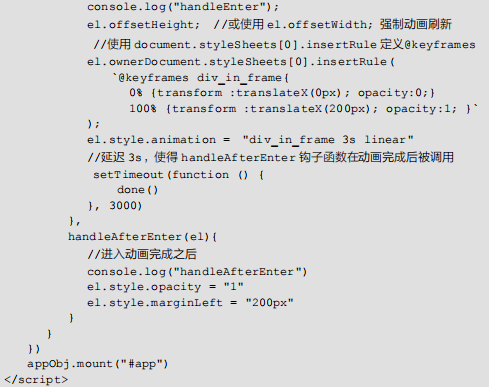 console.log("handleEnter");
el.offsetHeight;  //或使用 el.offsetWidth; 强制动画刷新
//使用 document.styleSheets[0].insertRule 定义@keyframes
el.ownerDocument.styleSheets[0].insertRule(
`@keyframes div_in_frame{
0% {transform :translateX(0px); opacity:0;}
100% {transform :translateX(200px); opacity:1; }`
);
el.style.animation =  "div_in_frame 3s linear"
//延迟 3s，使得 handleAfterEnter 钩子函数在动画完成后被调用
setTimeout(function () {
done()
}, 3000)
},
handleAfterEnter(el){
//进入动画完成之后
console.log("handleAfterEnter")
el.style.opacity = "1"
el.style.marginLeft = "200px"
}
}
})
appObj.mount("#app")
</script>